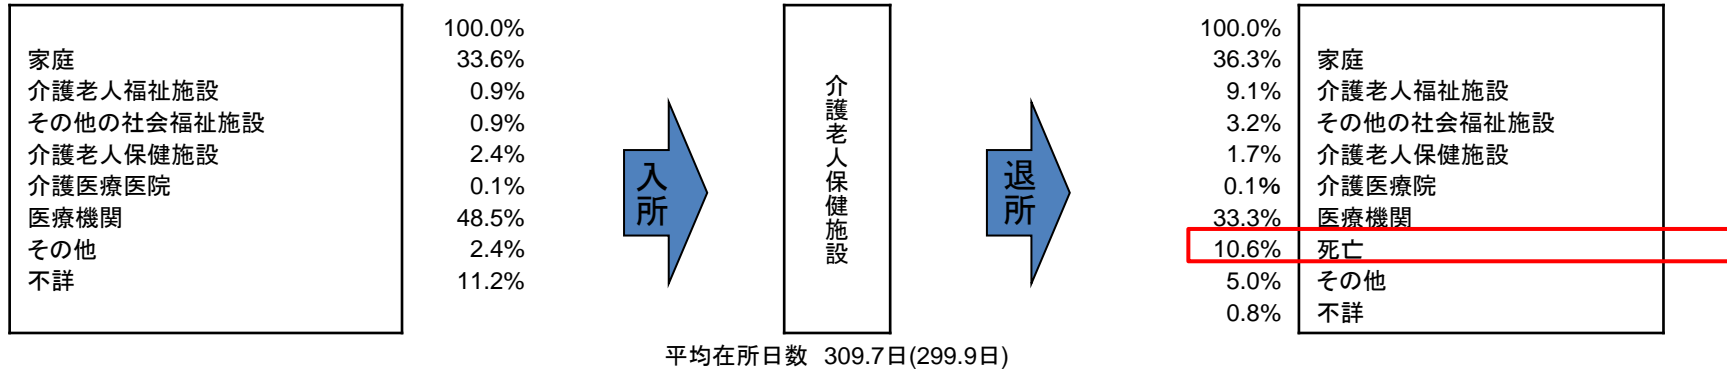 100.0%
家庭 33.6%
介護老人福祉施設 0.9%
その他の社会福祉施設 0.9%
介護老人保健施設 2.4%
介護医療医院 0.1%
医療機関 48.5%
その他 2.4%
不詳 11.2%
入所
介護老人保健施設
退所
100.0%
36.3% 家庭
9.1% 介護老人福祉施設
3.2% その他の社会福祉施設
1.7% 介護老人保健施設
0.1% 介護医療院
33.3% 医療機関
10.6% 死亡
5.0% その他
0.8% 不詳
平均在所日数 309.7日(299.9日)